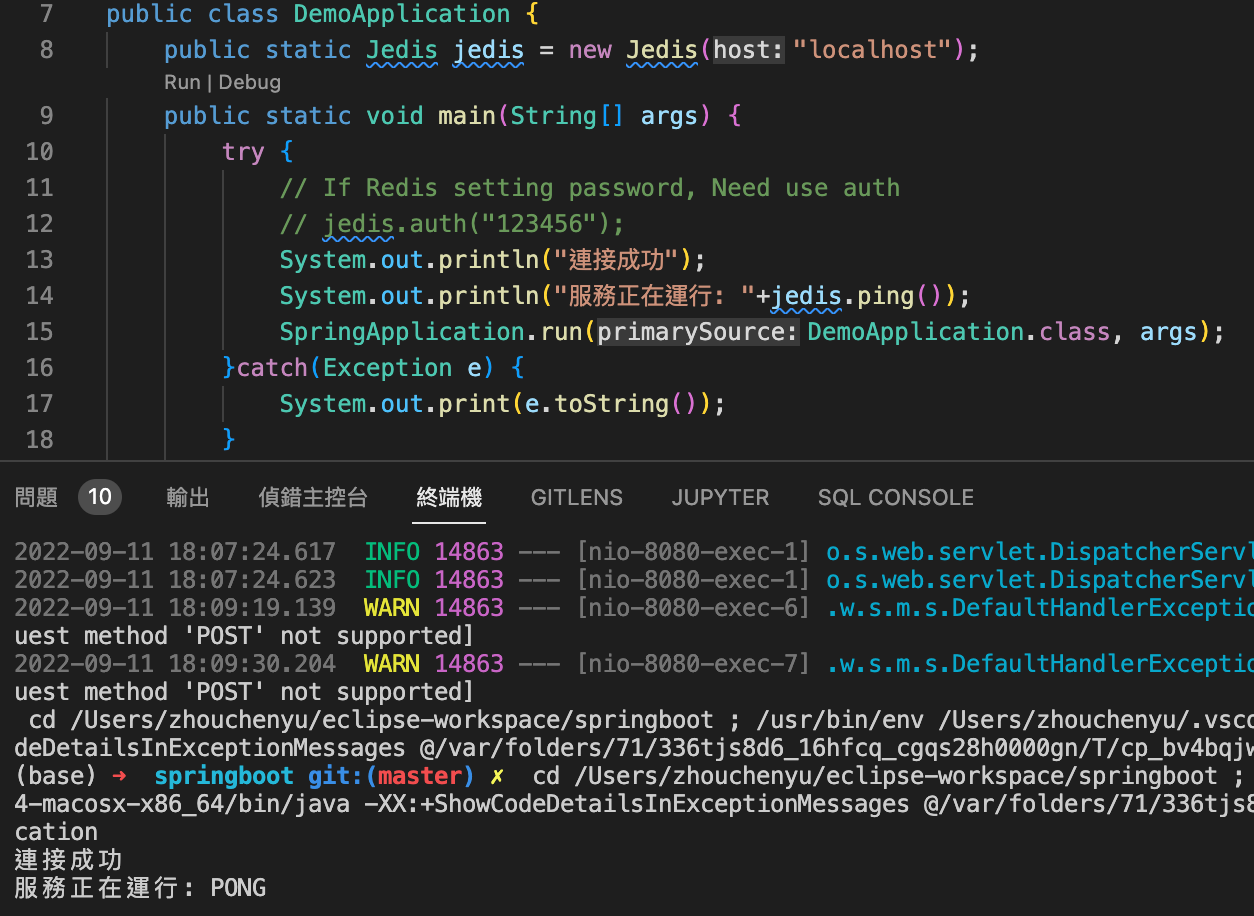 7 public class DemoApplication {
8 public static Jedis jedis = new Jedis(host: "localhost");
Run | Debug
9 public static void main(String[] args) {
10 try {
11 // If Redis setting password, Need use auth
12 // jedis.auth("123456");
13 System.out.println("連接成功");
14 System.out.println("服務正在運行: "+jedis.ping());
15 SpringApplication.run(primarySource: DemoApplication.class, args);
16 }catch(Exception e) {
17 System.out.print(e.toString());
18 }
問題 10 輸出 偵錯主控台 終端機 GITLENS JUPYTER SQL CONSOLE
2022-09-11 18:07:24.617 INFO 14863 --- [nio-8080-exec-1] o.s.web.servlet.DispatcherServl
2022-09-11 18:07:24.623 INFO 14863 --- [nio-8080-exec-1] o.s.web.servlet.DispatcherServl
2022-09-11 18:09:19.139 WARN 14863 --- [nio-8080-exec-6] .w.s.m.s.DefaultHandlerExceptio
uest method 'POST' not supported]
2022-09-11 18:09:30.204 WARN 14863 --- [nio-8080-exec-7] .w.s.m.s.DefaultHandlerExceptio
uest method 'POST' not supported]
cd /Users/zhouchenyu/eclipse-workspace/springboot ; /usr/bin/env /Users/zhouchenyu/.vsco
deDetailsInExceptionMessages @/var/folders/71/336tjs8d6_16hfcq_cgqs28h0000gn/T/cp_bv4bqjw
(base) ➜ springboot git:(master) ✗ cd /Users/zhouchenyu/eclipse-workspace/springboot ;
4-macosx-x86_64/bin/java -XX:+ShowCodeDetailsInExceptionMessages @/var/folders/71/336tjs8
cation
連接成功
服務正在運行: PONG